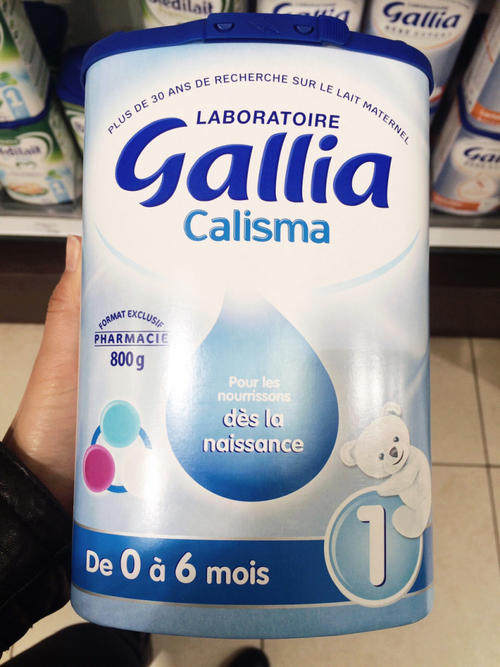 édilait
Gallia
PLUS DE 30 ANS DE RECHERCHE SUR LE LAIT MATERNEL
LABORATOIRE
Gallia
Calisma
FORMAT EXCLUSIF
PHARMACIE
800 g
Pour les
nourrissons
dès la
naissance
1
De 0 à 6 mois